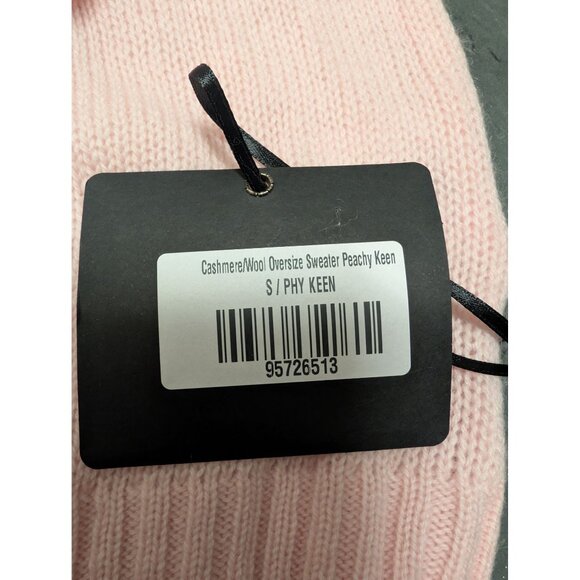 Cashmere/Wool Oversize Sweater Peachy Keen
S / PHY KEEN
95726513